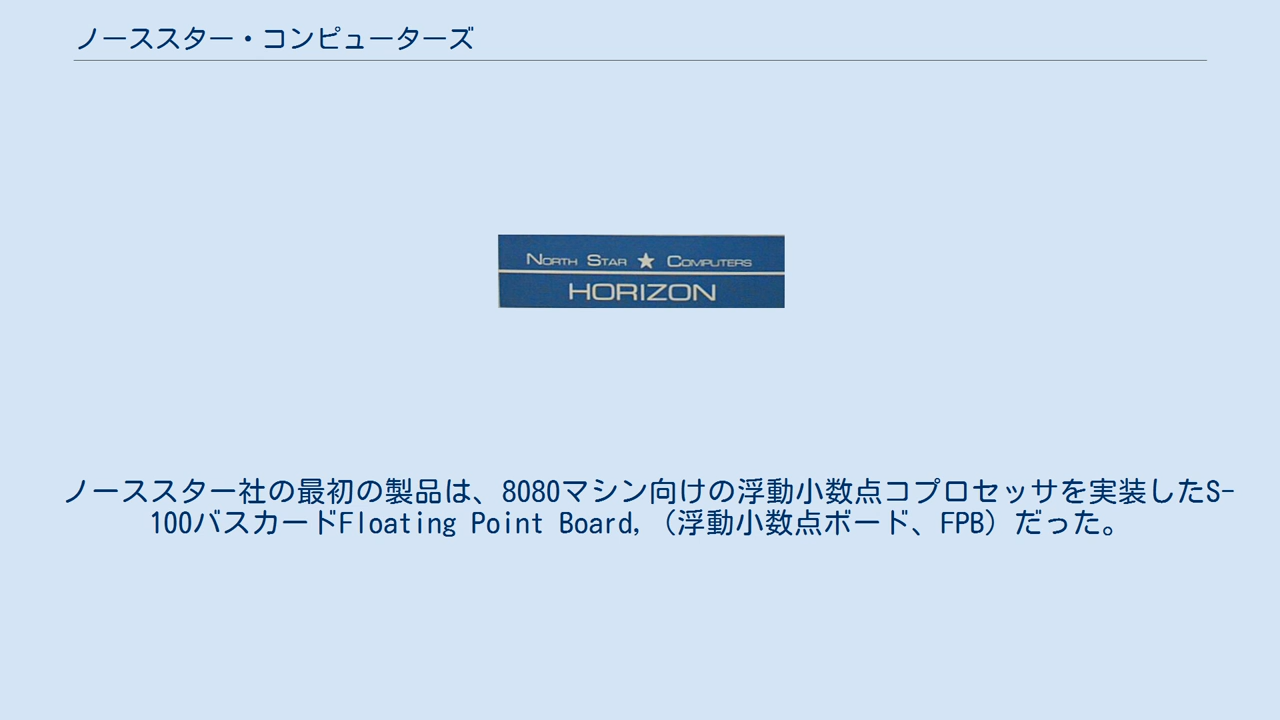 ノーススター・コンピューターズ
NORTH STAR ★ COMPUTERS
HORIZON
ノーススター社の最初の製品は、8080マシン向けの浮動小数点コプロセッサを実装したS-
100バスカードFloating Point Board, （浮動小数点ボード、FPB）だった。